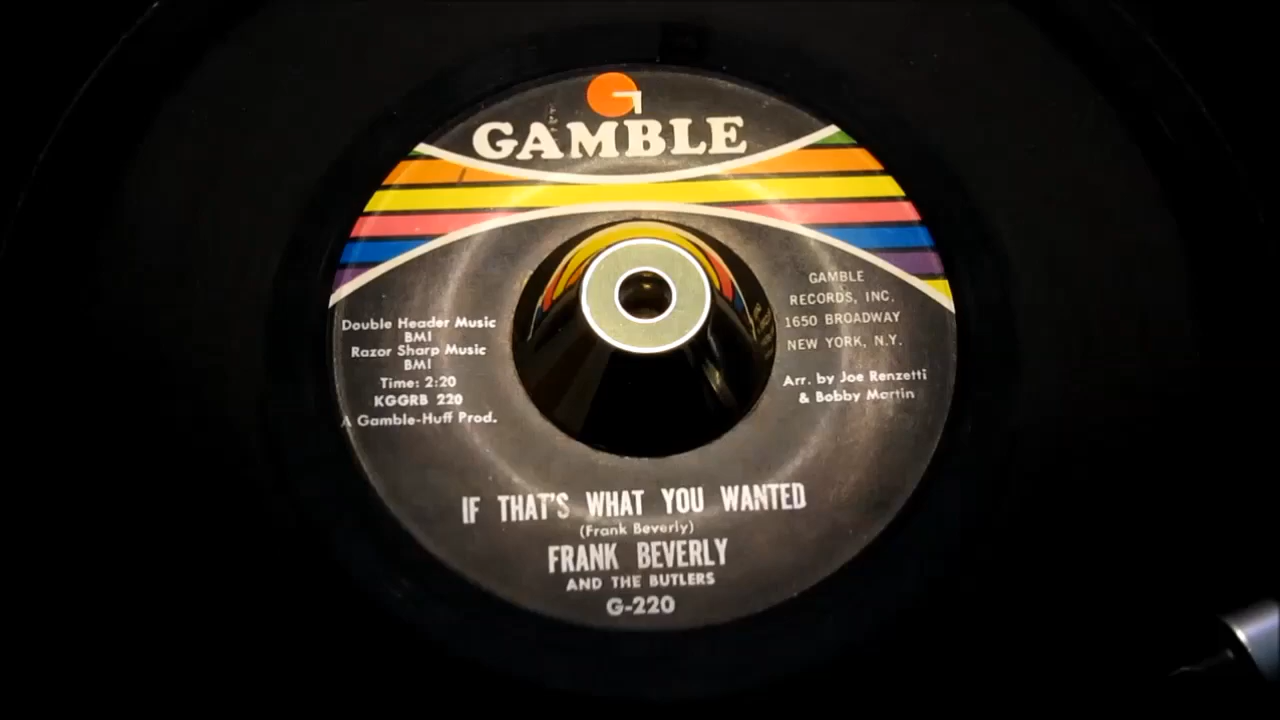 GAMBLE
Double Header Music
BMI
Razor Sharp Music
BMI
Time: 2:20
KGGRB 220
A Gamble-Huff Prod.
GAMBLE
RECORDS, INC.
1650 BROADWAY
NEW YORK, N.Y.
Arr. by Joe Renzetti
& Bobby Martin
IF THAT'S WHAT YOU WANTED
(Frank Beverly)
FRANK BEVERLY
AND THE BUTLERS
G-220